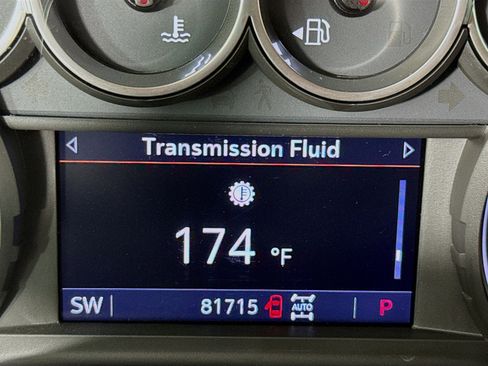 Transmission Fluid
174 °F
SW 81715 AUTO P